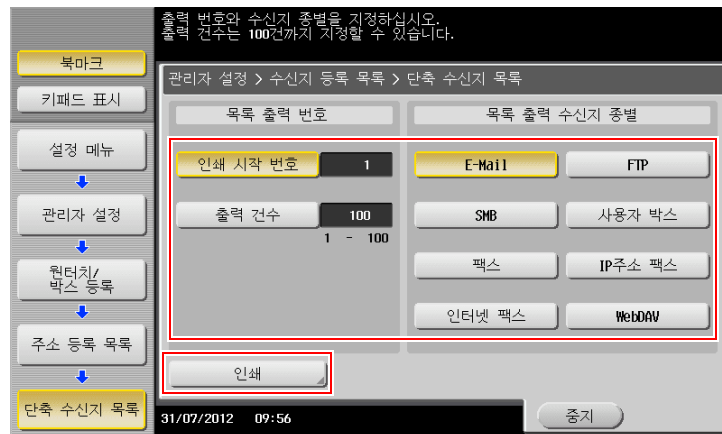 출력 번호와 수신지 종별을 지정하십시오.
출력 건수는 100건까지 지정할 수 있습니다.
북마크
키패드 표시
설정 메뉴
관리자 설정
원터치/
박스 등록
주소 등록 목록
단축 수신지 목록
관리자 설정 > 수신지 등록 목록 > 단축 수신지 목록
목록 출력 번호
목록 출력 수신지 종별
인쇄 시작 번호 1
E-Mail FTP
출력 건수 100
1 - 100
SMB 사용자 박스
팩스 IP주소 팩스
인터넷 팩스 WebDAV
인쇄
31/07/2012 09:56
중지